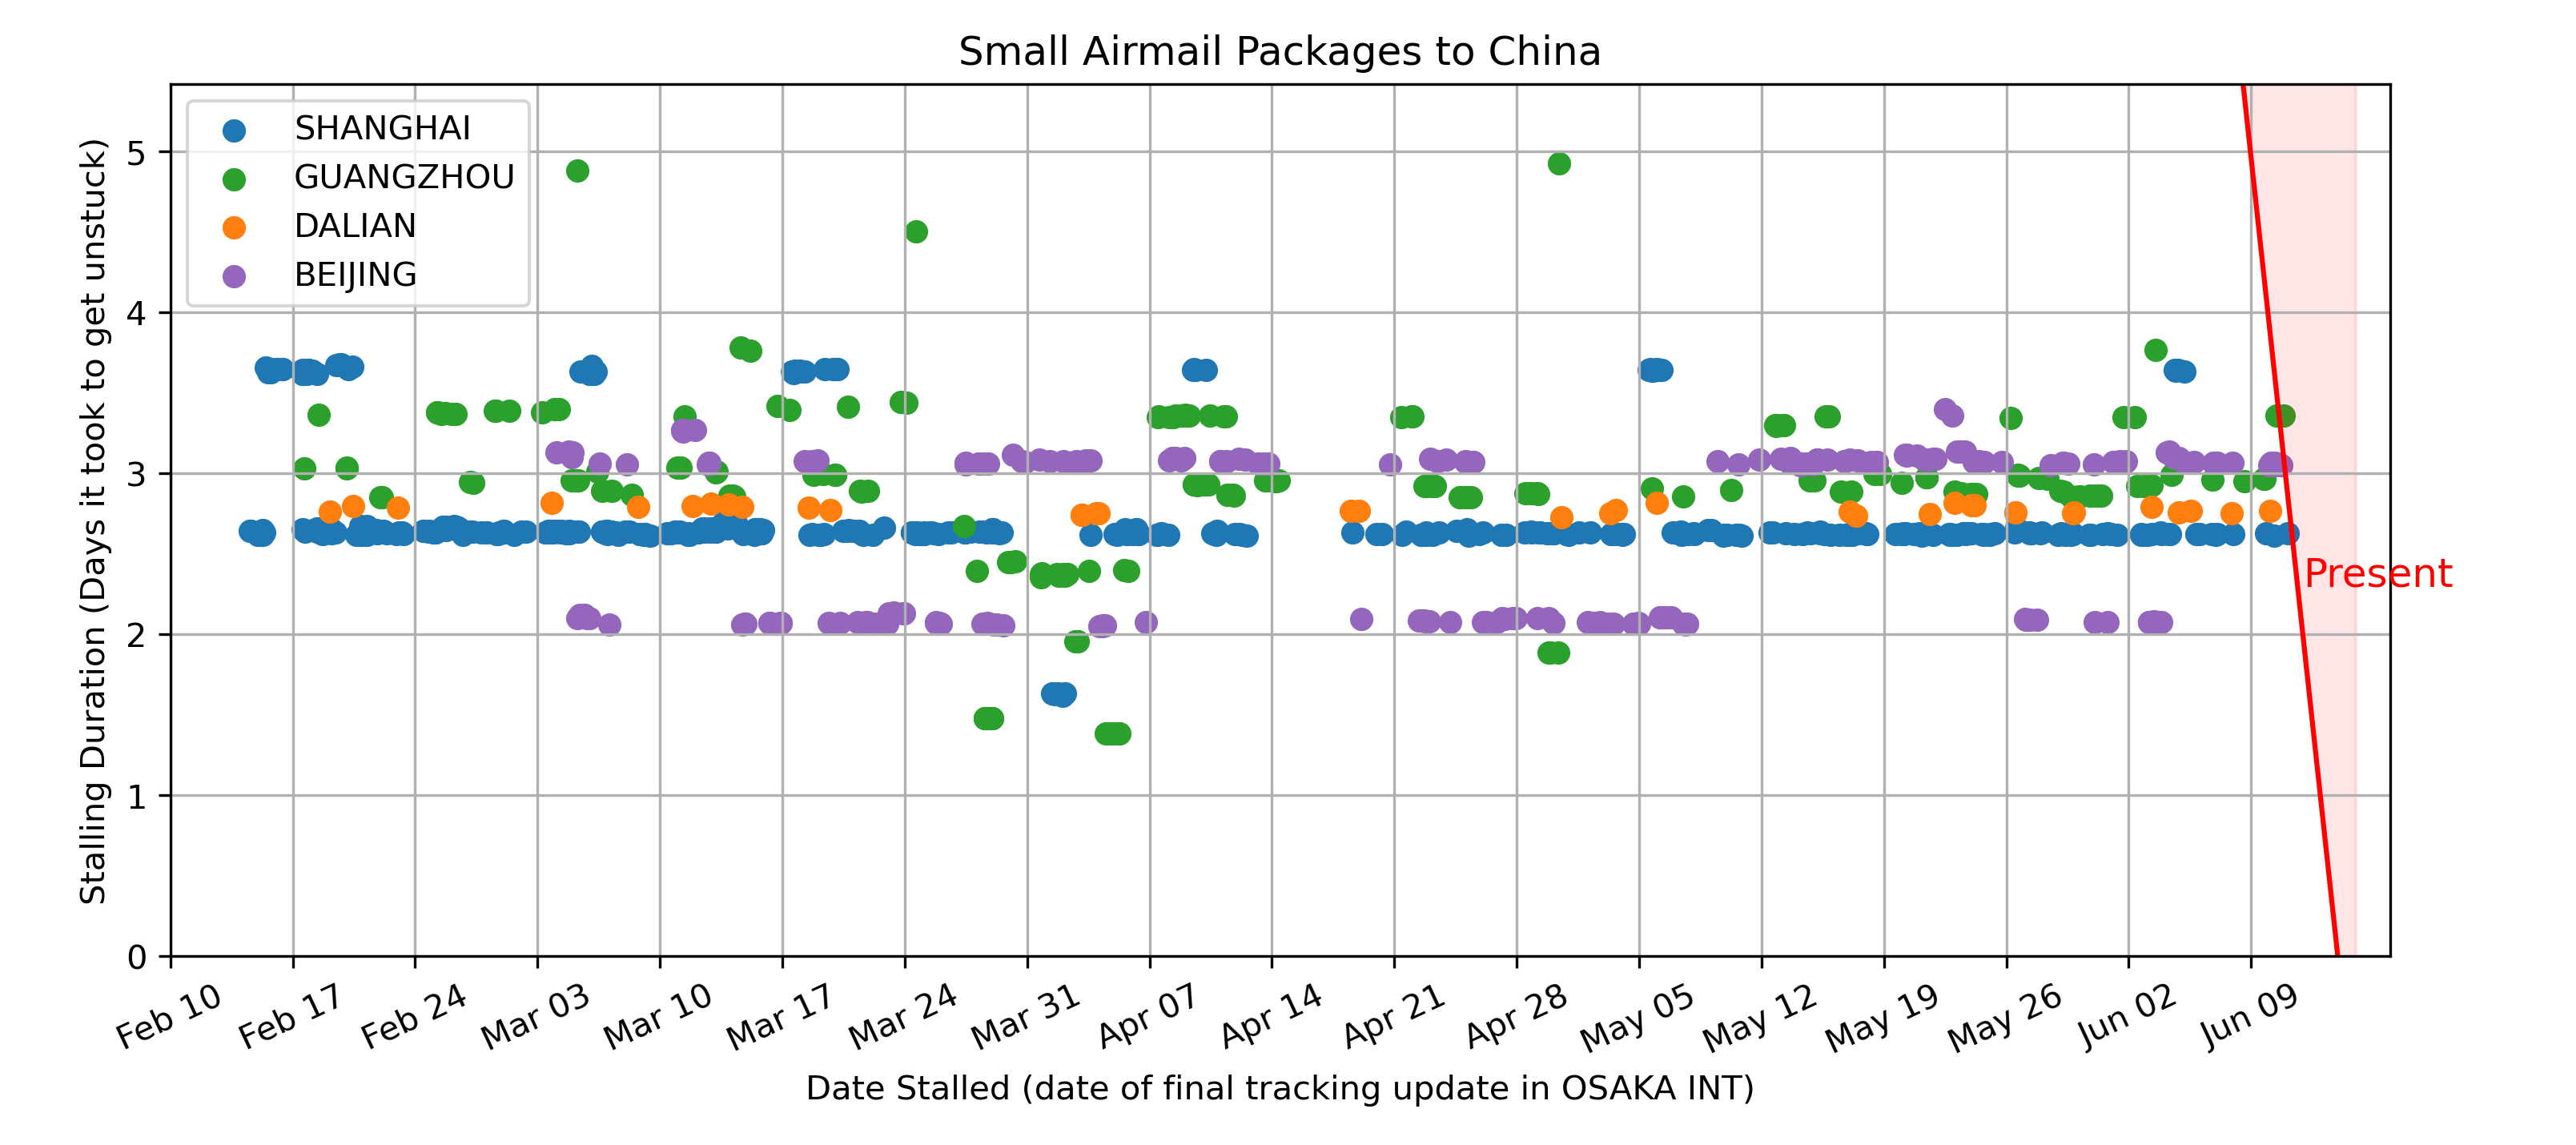 Small Airmail Packages to China
SHANGHAI
GUANGZHOU
DALIAN
BEIJING
Stalling Duration (Days it took to get unstuck)
5
4
3
2
1
0
Present
Feb 10
Feb 17
Feb 24
Mar 03
Mar 10
Mar 17
Mar 24
Mar 31
Apr 07
Apr 14
Apr 21
Apr 28
May 05
May 12
May 19
May 26
Jun 02
Jun 09
Date Stalled (date of final tracking update in OSAKA INT)